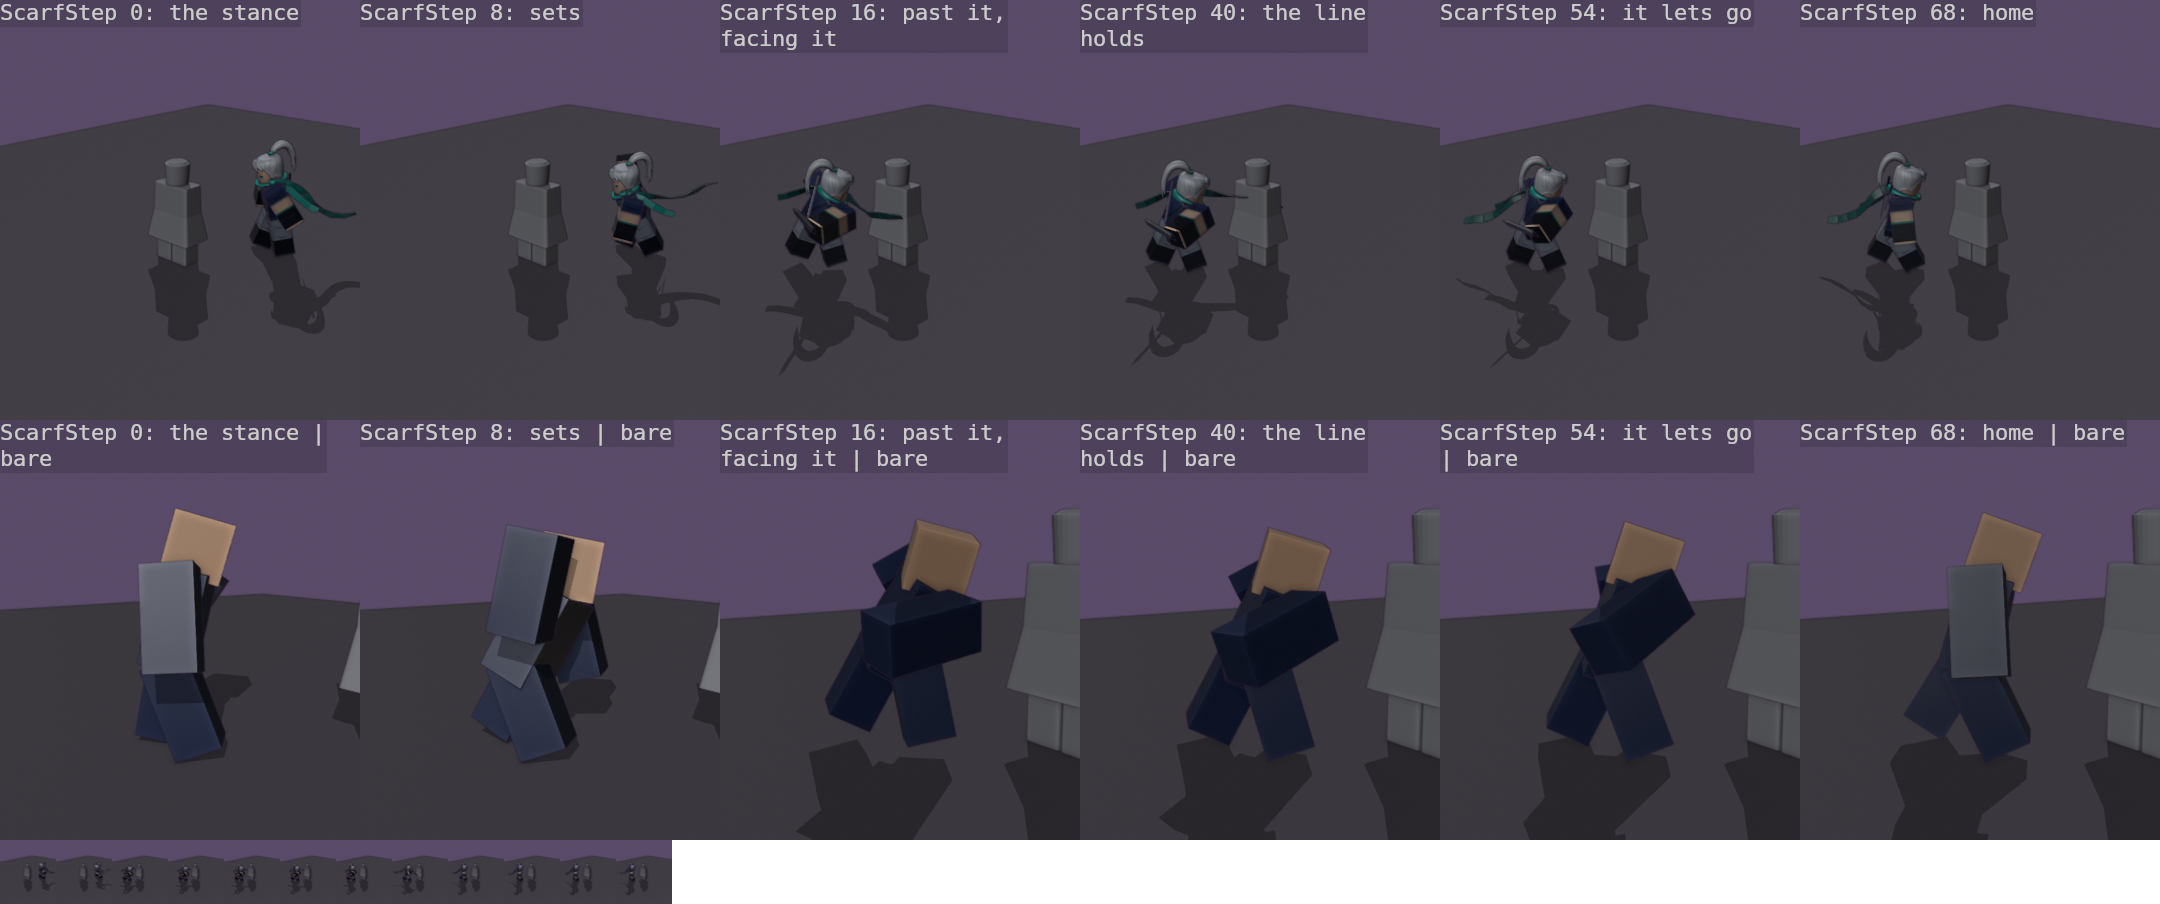 ScarfStep 0: the stance
ScarfStep 8: sets
ScarfStep 16: past it,
facing it
ScarfStep 40: the line
holds
ScarfStep 54: it lets go
ScarfStep 68: home
ScarfStep 0: the stance |
bare
ScarfStep 8: sets | bare
ScarfStep 16: past it,
facing it | bare
ScarfStep 40: the line
holds | bare
ScarfStep 54: it lets go
| bare
ScarfStep 68: home | bare